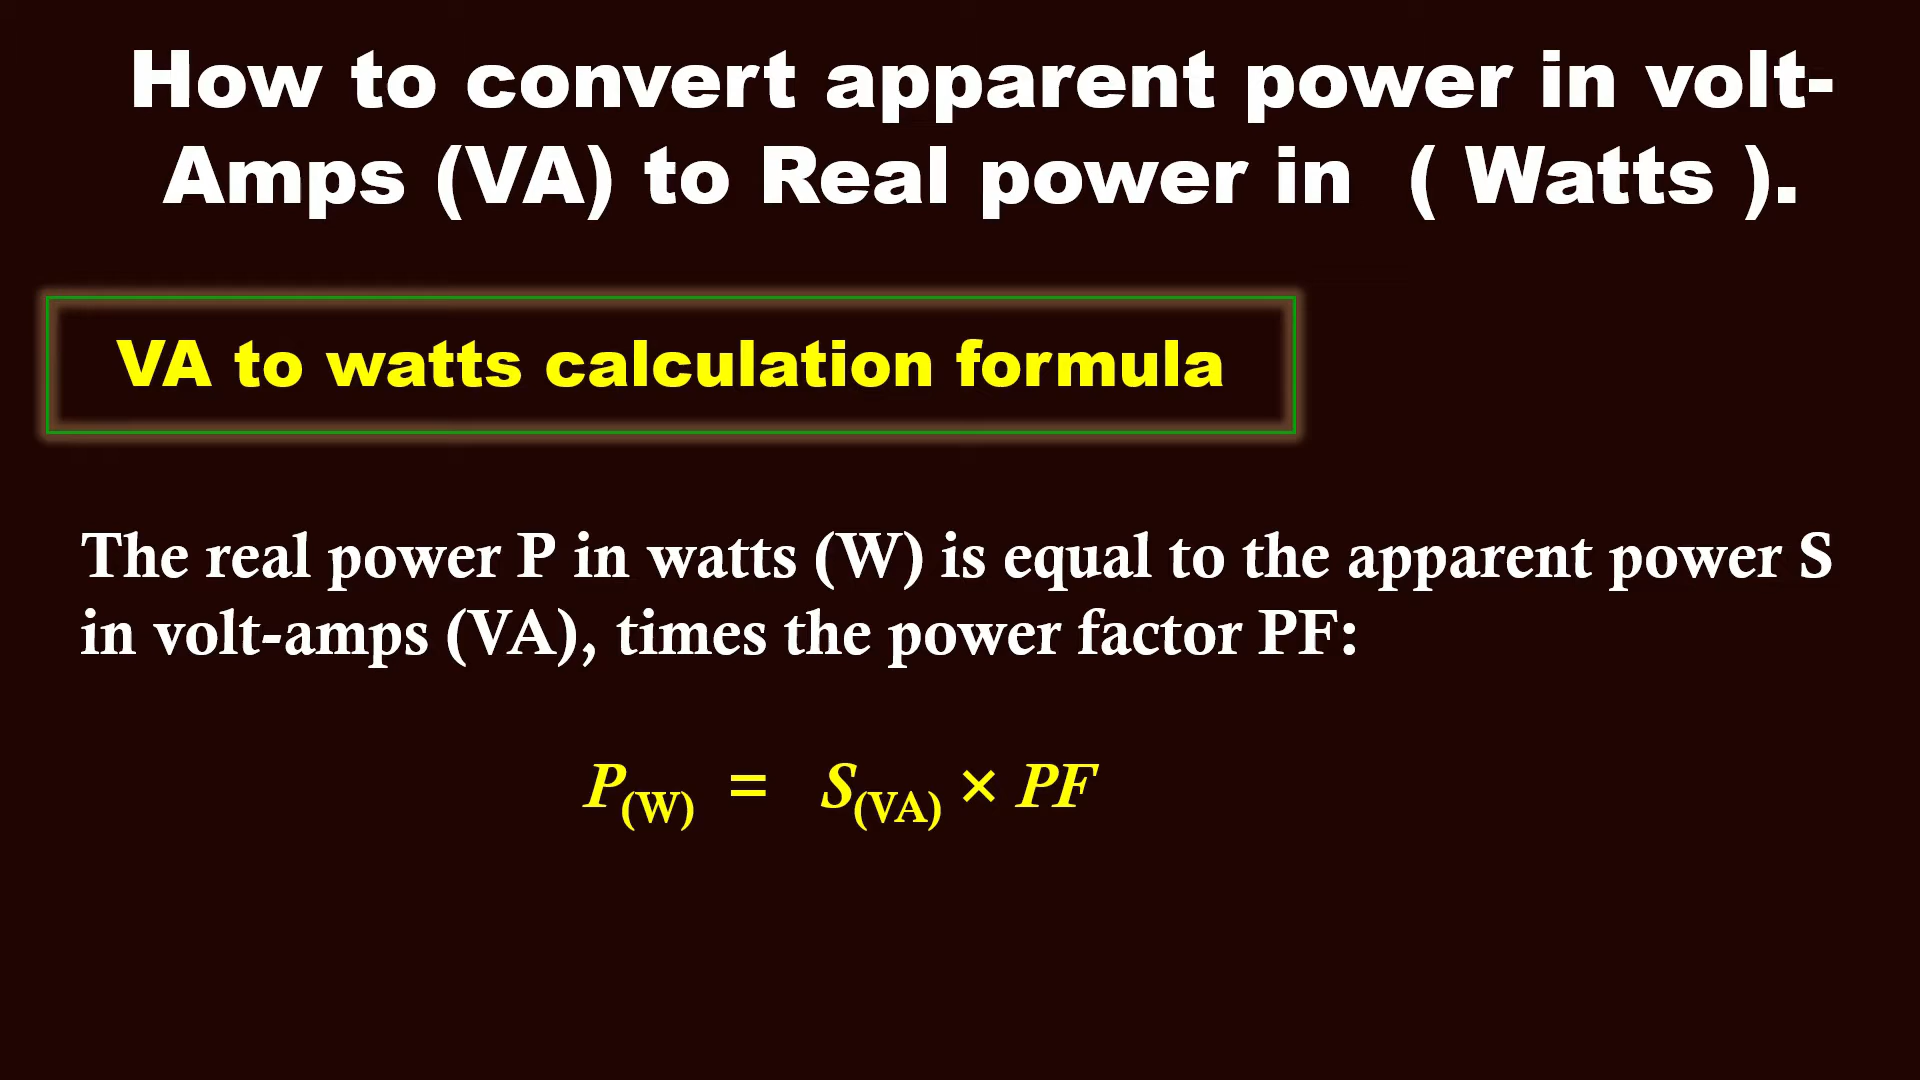 How to convert apparent power in volt-
Amps (VA) to Real power in ( Watts ).
VA to watts calculation formula
The real power P in watts (W) is equal to the apparent power S
in volt-amps (VA), times the power factor PF:
P(W) = S(VA) × PF